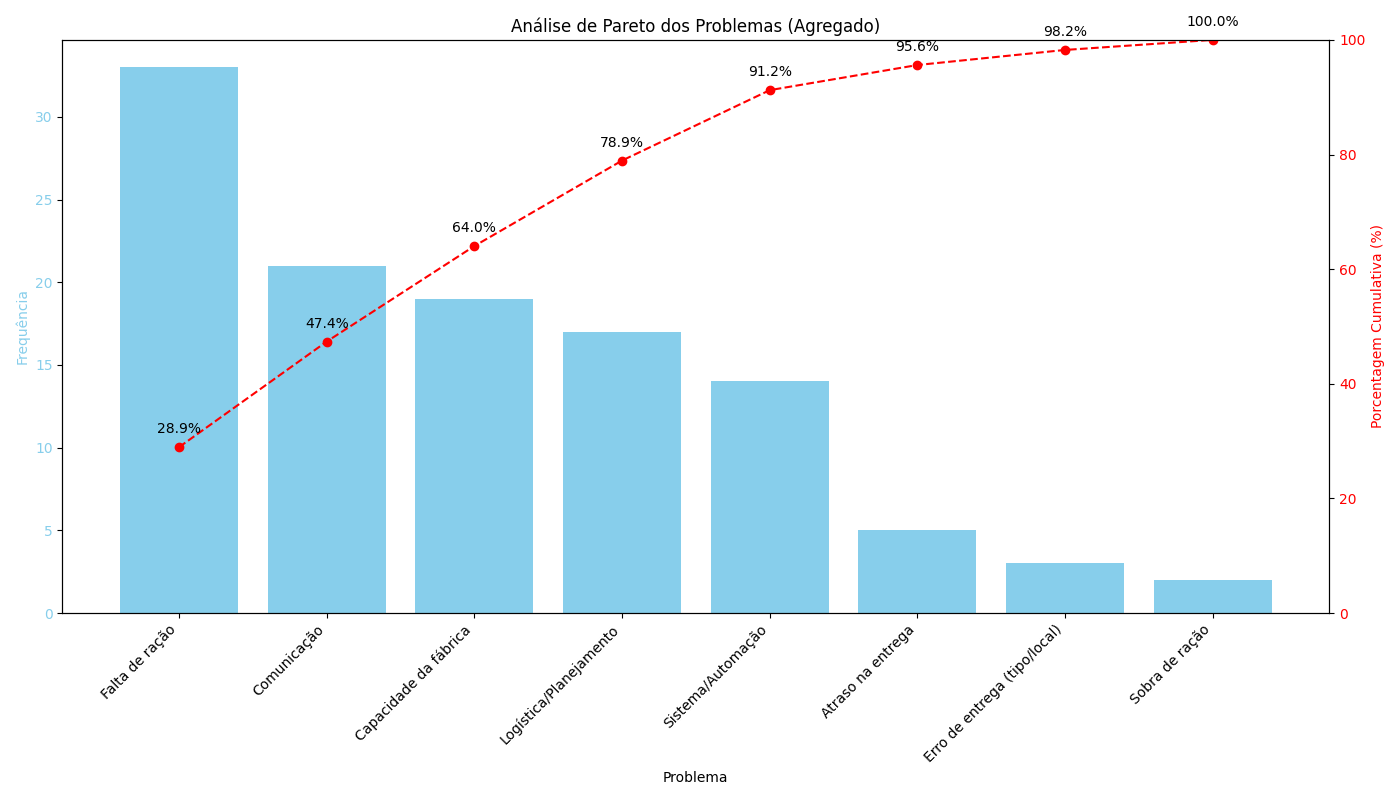 Análise de Pareto dos Problemas (Agregado)
Frequência
30
25
20
15
10
5
0
28.9%
47.4%
64.0%
78.9%
91.2%
95.6%
98.2%
100.0%
100
80
60
40
20
0
Porcentagem Cumulativa (%)
Falta de ração
Comunicação
Capacidade da fábrica
Logística/Planejamento
Sistema/Automação
Atraso na entrega
Erro de entrega (tipo/local)
Sobra de ração
Problema